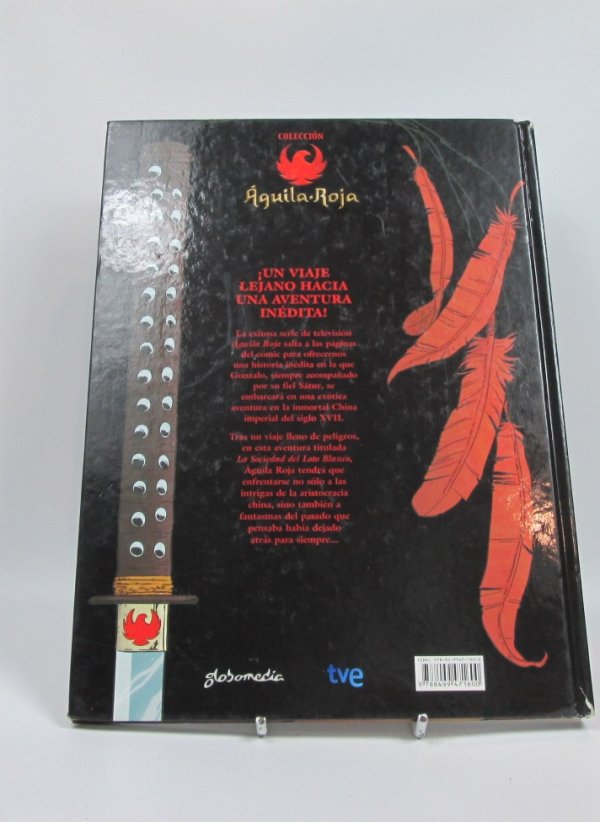 COLECCIÓN
Águila·Roja
¡UN VIAJE
LEJANO HACIA
UNA AVENTURA
INÉDITA!
La exitosa serie de televisión
Águila Roja salta a las páginas
del cómic para ofrecernos
una historia inédita en la que
Gonzalo, siempre acompañado
por su fiel Sátur, se
embarcará en una exótica
aventura en la inmortal China
imperial del siglo XVII.
Tras un viaje lleno de peligros,
en esta aventura titulada
La Sociedad del Loto Blanco,
Águila Roja tendrá que
enfrentarse no sólo a las
intrigas de la aristocracia
china, sino también a
fantasmas del pasado que
pensaba había dejado
atrás para siempre...
globomedia
tve
9 788499 471600